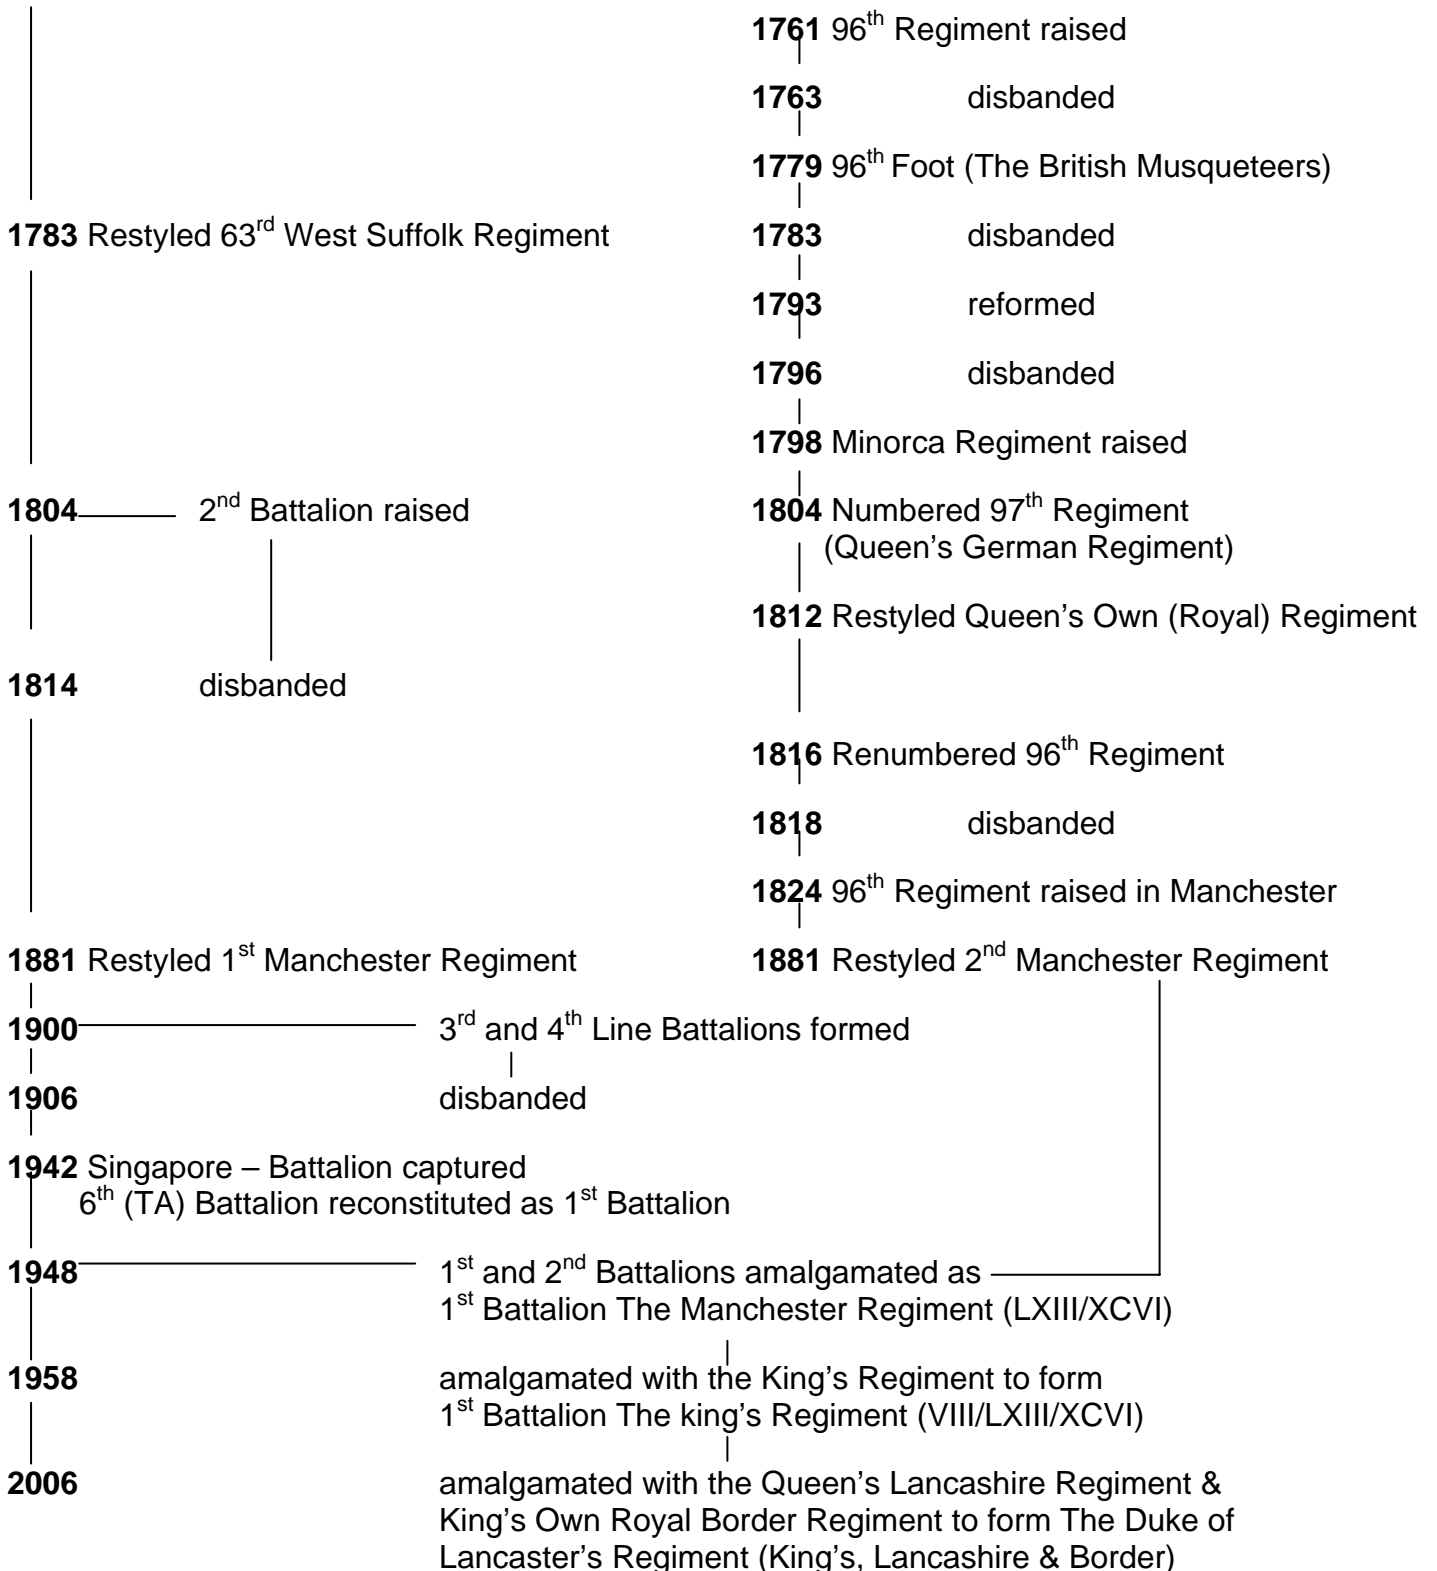 1761 96th Regiment raised
1763 disbanded
1779 96th Foot (The British Musqueteers)
1783 Restyled 63rd West Suffolk Regiment
1783 disbanded
1793 reformed
1796 disbanded
1798 Minorca Regiment raised
1804 2nd Battalion raised
1804 Numbered 97th Regiment
(Queen’s German Regiment)
1812 Restyled Queen’s Own (Royal) Regiment
1814 disbanded
1816 Renumbered 96th Regiment
1818 disbanded
1824 96th Regiment raised in Manchester
1881 Restyled 1st Manchester Regiment
1881 Restyled 2nd Manchester Regiment
1900 3rd and 4th Line Battalions formed
1906 disbanded
1942 Singapore – Battalion captured
6th (TA) Battalion reconstituted as 1st Battalion
1948 1st and 2nd Battalions amalgamated as
1st Battalion The Manchester Regiment (LXIII/XCVI)
1958 amalgamated with the King’s Regiment to form
1st Battalion The king’s Regiment (VIII/LXIII/XCVI)
2006 amalgamated with the Queen’s Lancashire Regiment &
King’s Own Royal Border Regiment to form The Duke of
Lancaster’s Regiment (King’s, Lancashire & Border)